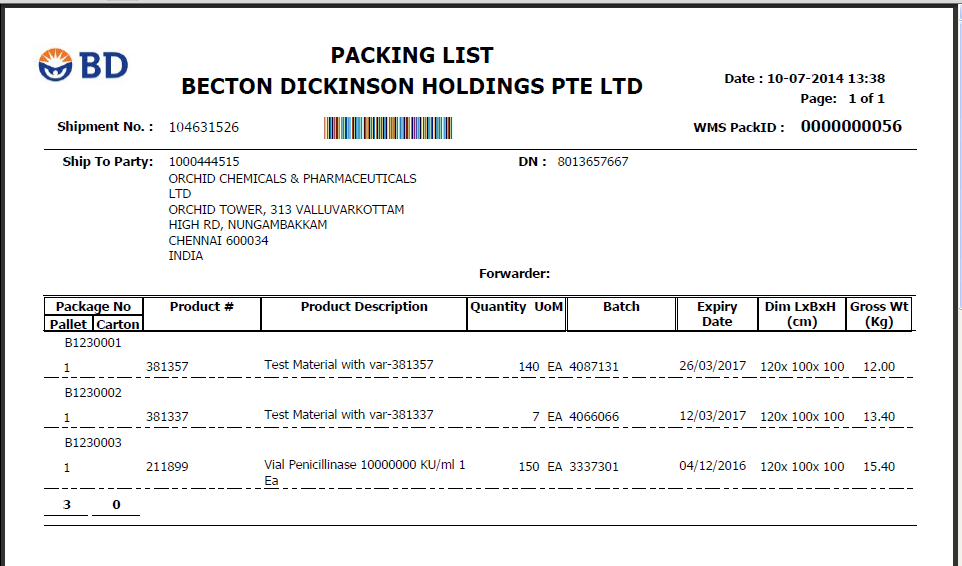 BD
PACKING LIST
BECTON DICKINSON HOLDINGS PTE LTD
Date : 10-07-2014 13:38
Page: 1 of 1
Shipment No. : 104631526
WMS PackID : 0000000056
Ship To Party: 1000444515
DN : 8013657667
ORCHID CHEMICALS & PHARMACEUTICALS
LTD
ORCHID TOWER, 313 VALLUVARKOTTAM
HIGH RD, NUNGAMBAKKAM
CHENNAI 600034
INDIA
Forwarder:
Package No Product # Product Description Quantity UoM Batch Expiry Dim LxBxH Gross Wt
Pallet Carton Date (cm) (Kg)
B1230001
1 381357 Test Material with var-381357 140 EA 4087131 26/03/2017 120x 100x 100 12.00
B1230002
1 381337 Test Material with var-381337 7 EA 4066066 12/03/2017 120x 100x 100 13.40
B1230003
1 211899 Vial Penicillinase 10000000 KU/ml 1 150 EA 3337301 04/12/2016 120x 100x 100 15.40
Ea
3 0